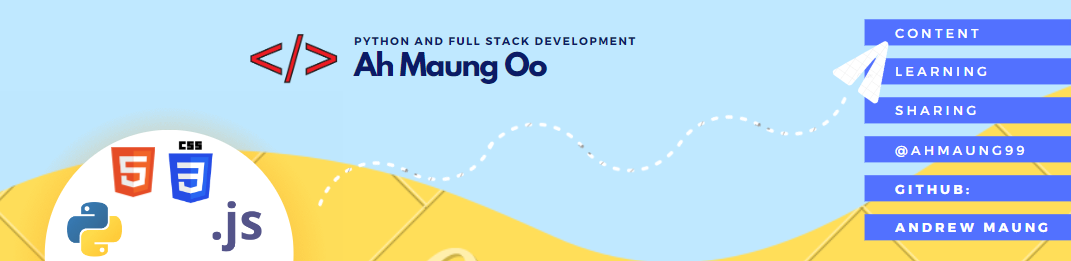 </>
PYTHON AND FULL STACK DEVELOPMENT
Ah Maung Oo
CONTENT
LEARNING
SHARING
@AHMAUNG99
GITHUB:
ANDREW MAUNG
5
CSS
3
.js